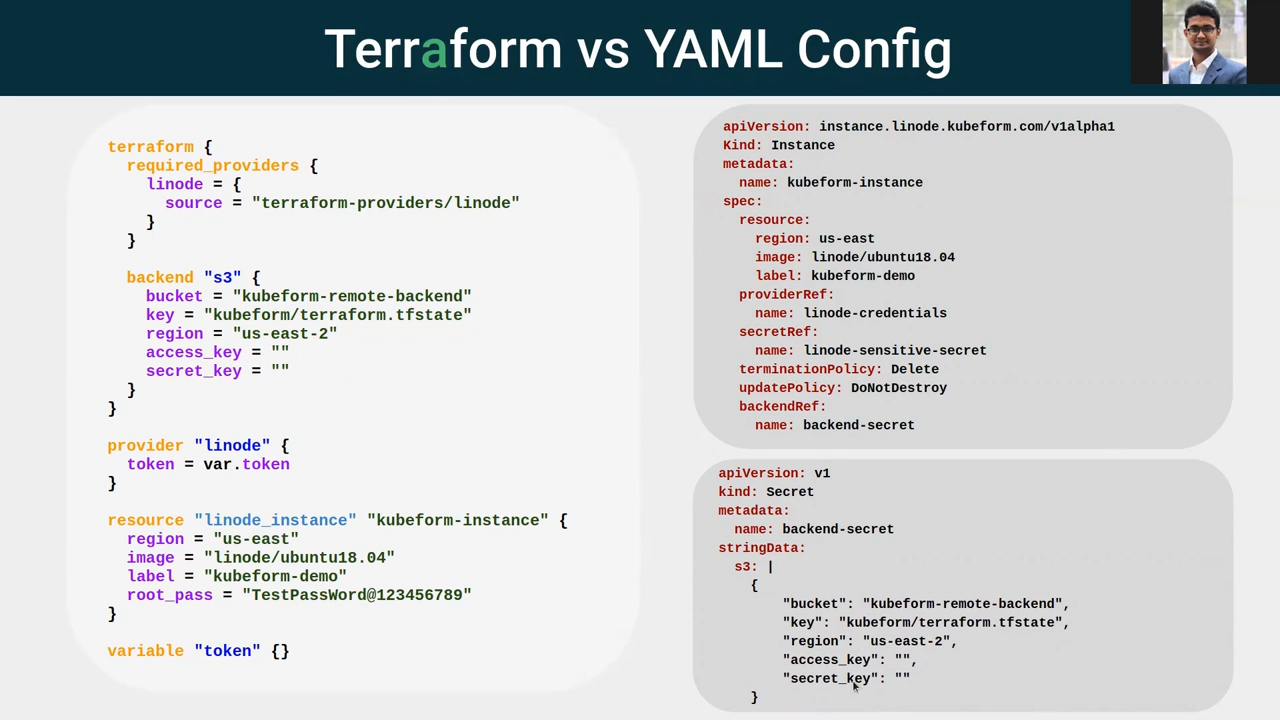 Terraform vs YAML Config
terraform {
  required_providers {
    linode = {
      source = "terraform-providers/linode"
    }
  }
  backend "s3" {
    bucket = "kubeform-remote-backend"
    key = "kubeform/terraform.tfstate"
    region = "us-east-2"
    access_key = ""
    secret_key = ""
  }
}
provider "linode" {
  token = var.token
}
resource "linode_instance" "kubeform-instance" {
  region = "us-east"
  image = "linode/ubuntu18.04"
  label = "kubeform-demo"
  root_pass = "TestPassWord@123456789"
}
variable "token" {}
apiVersion: instance.linode.kubeform.com/v1alpha1
Kind: Instance
metadata:
  name: kubeform-instance
spec:
  resource:
    region: us-east
    image: linode/ubuntu18.04
    label: kubeform-demo
  providerRef:
    name: linode-credentials
  secretRef:
    name: linode-sensitive-secret
  terminationPolicy: Delete
  updatePolicy: DoNotDestroy
  backendRef:
    name: backend-secret
apiVersion: v1
kind: Secret
metadata:
  name: backend-secret
stringData:
  s3: |
    {
        "bucket": "kubeform-remote-backend",
        "key": "kubeform/terraform.tfstate",
        "region": "us-east-2",
        "access_key": "",
        "secret_key": ""
    }